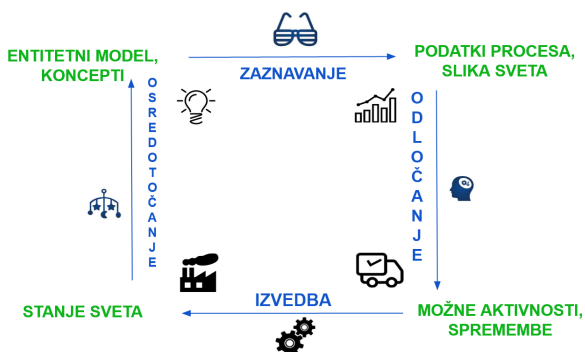 ENTITETNI MODEL,
KONCEPTI
ZAZNAVANJE
PODATKI PROCESA,
SLIKA SVETA
OSREDOTOČANJE
ODLOČANJE
STANJE SVETA
IZVEDBA
MOŽNE AKTIVNOSTI,
SPREMEMBE